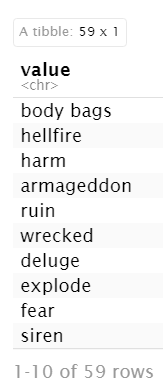 A tibble: 59 x 1
value
<chr>
body bags
hellfire
harm
armageddon
ruin
wrecked
deluge
explode
fear
siren
1-10 of 59 rows